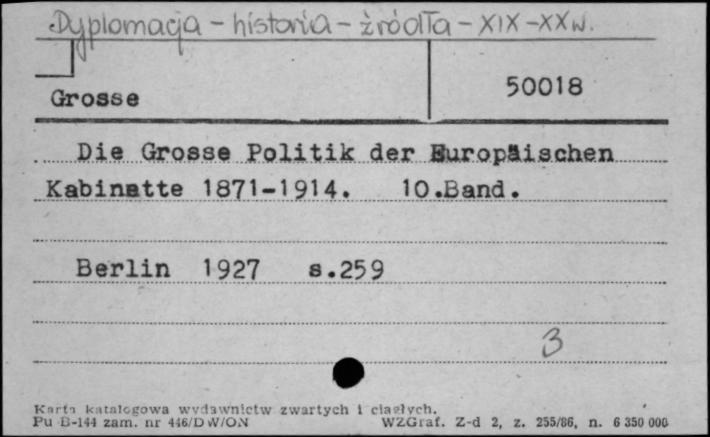 Dyplomacja - historia - źródła - XIX - XX w.
Grosse
50018
Die Grosse Politik der Europäischen
Kabinette 1871-1914. 10.Band.
Berlin 1927 s.259
3
Karta katalogowa wydawnictw zwartych i ciągłych.
Pu B-144 zam. nr 446/DW/ON WZGraf. Z-d 2, z. 255/86, n. 6 350 000